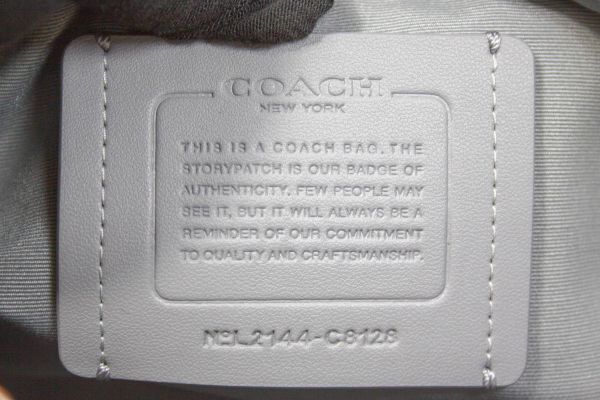 COACH
NEW YORK
THIS IS A COACH BAG. THE
STORYPATCH IS OUR BADGE OF
AUTHENTICITY. FEW PEOPLE MAY
SEE IT, BUT IT WILL ALWAYS BE A
REMINDER OF OUR COMMITMENT
TO QUALITY AND CRAFTSMANSHIP.
NºL2144-C8128